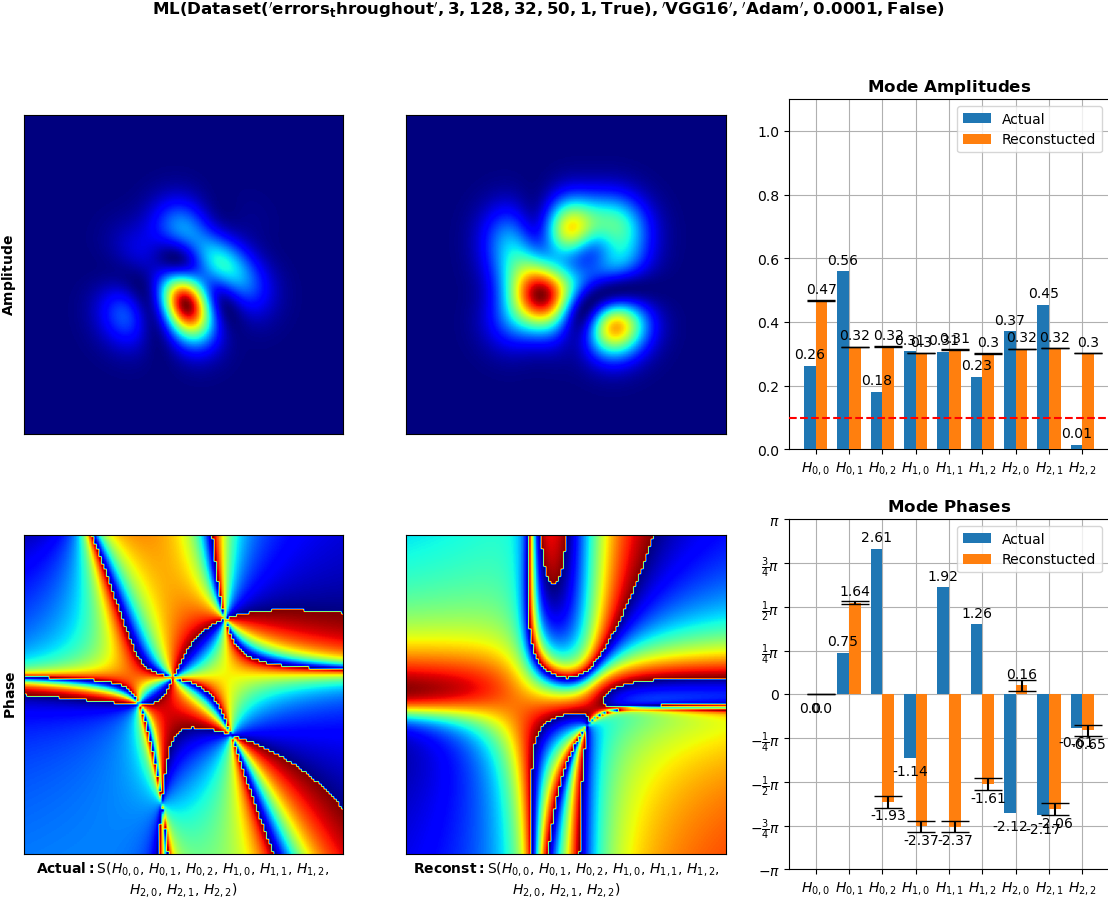 ML(Dataset('errors_throughout', 3, 128, 32, 50, 1, True), 'VGG16', 'Adam', 0.0001, False)
Amplitude
Mode Amplitudes
Actual
Reconstucted
1.0
0.8
0.6
0.4
0.2
0.0
0.26
0.47
0.56
0.32
0.18
0.32
0.31
0.3
0.31
0.31
0.23
0.3
0.37
0.32
0.45
0.32
0.01
0.3
H0,0 H0,1 H0,2 H1,0 H1,1 H1,2 H2,0 H2,1 H2,2
Phase
Mode Phases
Actual
Reconstucted
π
3/4π
1/2π
1/4π
0
−1/4π
−1/2π
−3/4π
−π
0.0
0.0
0.75
1.64
2.61
-1.93
-1.14
-2.37
1.92
-2.37
1.26
-1.61
-2.12
0.16
-2.17
-2.06
-0.65
H0,0 H0,1 H0,2 H1,0 H1,1 H1,2 H2,0 H2,1 H2,2
Actual: S(H0,0, H0,1, H0,2, H1,0, H1,1, H1,2,
H2,0, H2,1, H2,2)
Reconst: S(H0,0, H0,1, H0,2, H1,0, H1,1, H1,2,
H2,0, H2,1, H2,2)